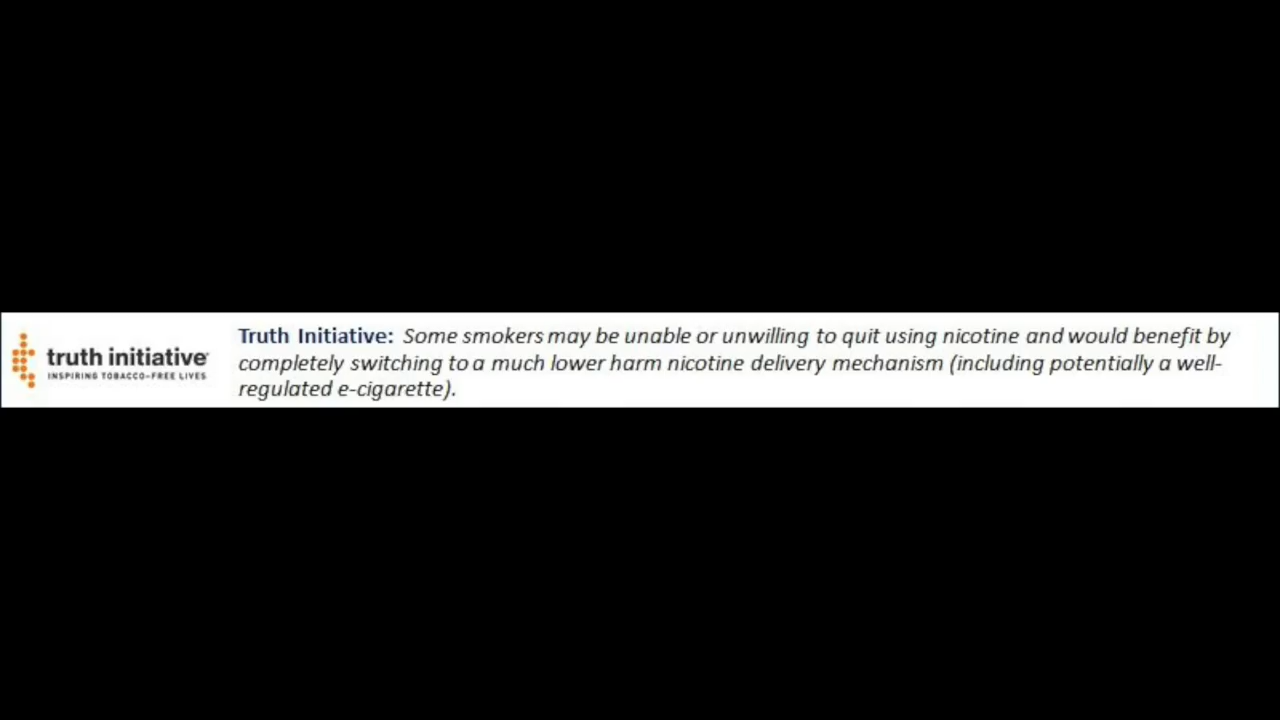 truth initiative
INSPIRING TOBACCO-FREE LIVES
Truth Initiative: Some smokers may be unable or unwilling to quit using nicotine and would benefit by
completely switching to a much lower harm nicotine delivery mechanism (including potentially a well-
regulated e-cigarette).